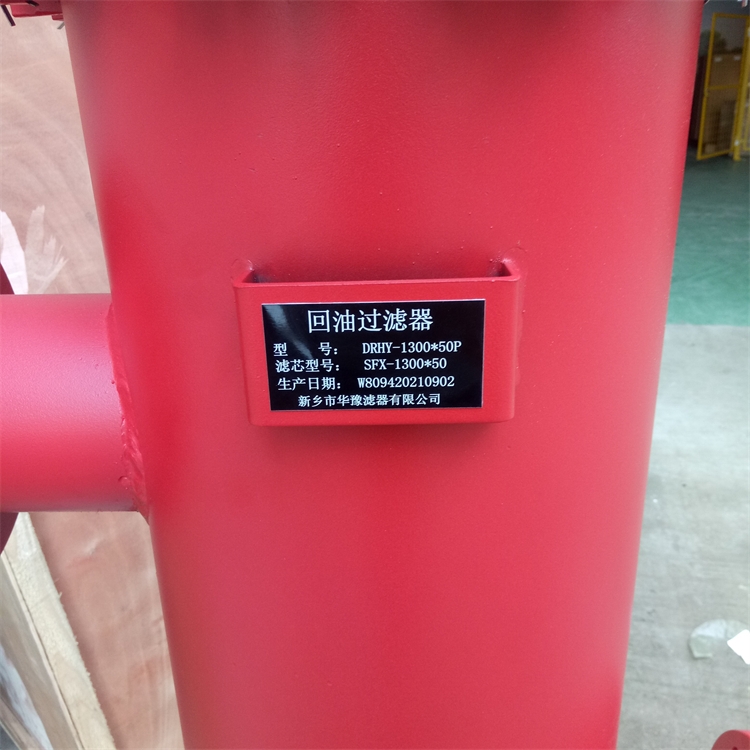 回油过滤器
型 号: DRHY-1300*50P
滤芯型号: SFX-1300*50
生产日期: W809420210902
新乡市华豫滤器有限公司